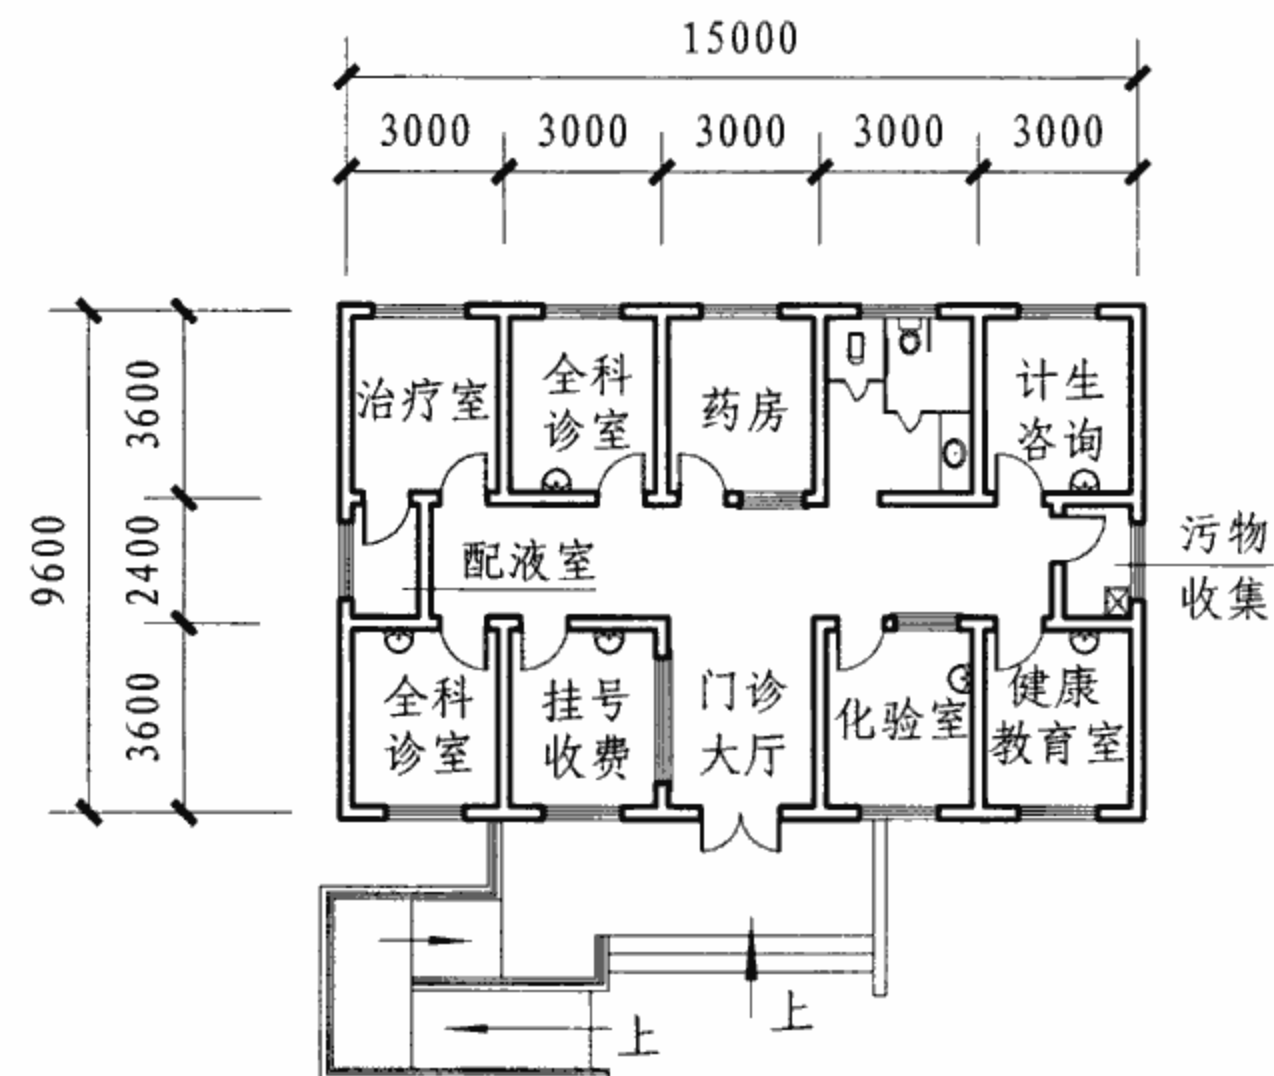 15000
3000 3000 3000 3000 3000
9600
3600
2400
3600
治疗室
全科
诊室
药房
计生
咨询
配液室
污物
收集
全科
诊室
挂号
收费
门诊
大厅
化验室
健康
教育室
上
上